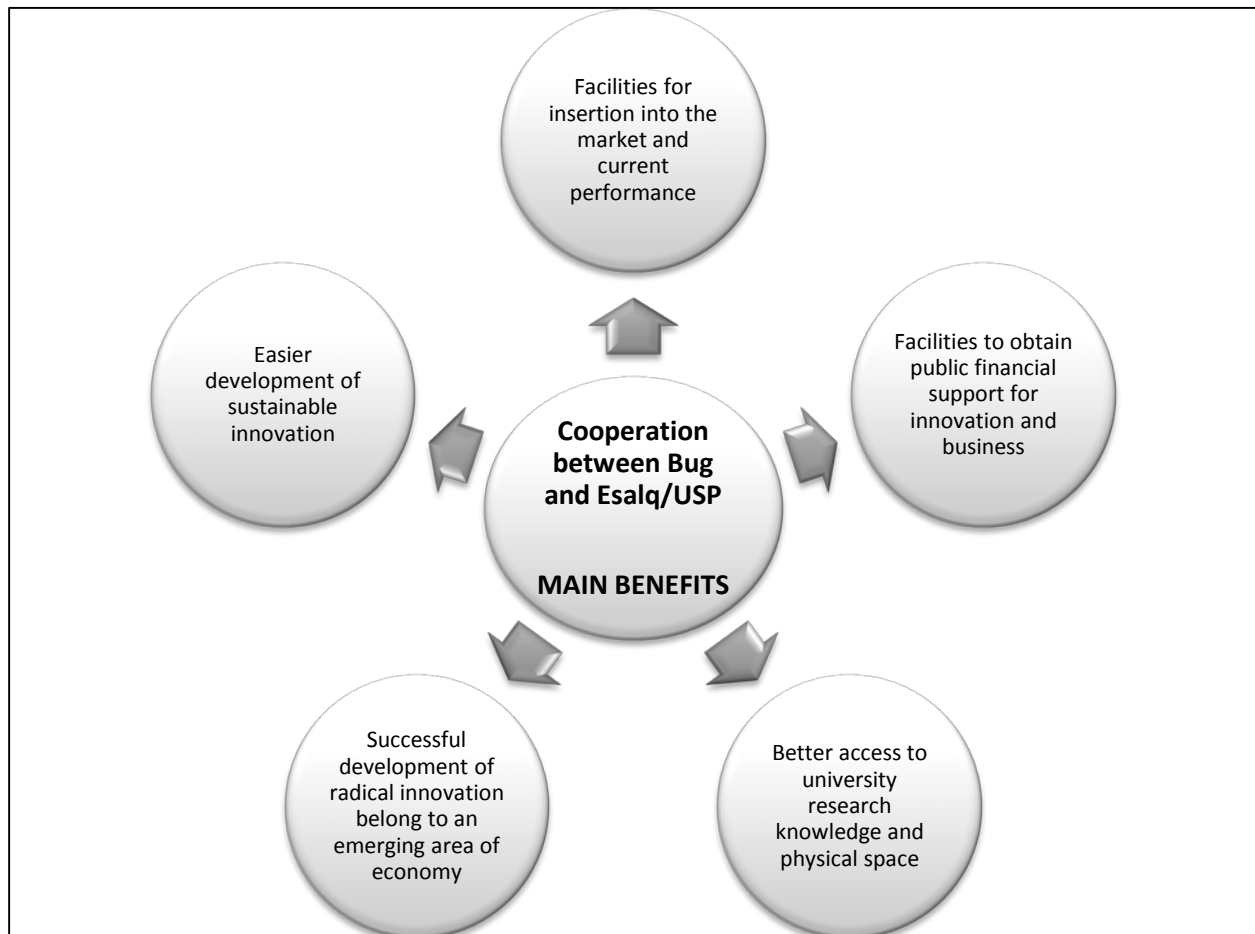 Facilities for
insertion into the
market and
current
performance
Easier
development of
sustainable
innovation
Facilities to obtain
public financial
support for
innovation and
business
Cooperation
between Bug
and Esalq/USP
MAIN BENEFITS
Successful
development of
radical innovation
belong to an
emerging area of
economy
Better access to
university
research
knowledge and
physical space